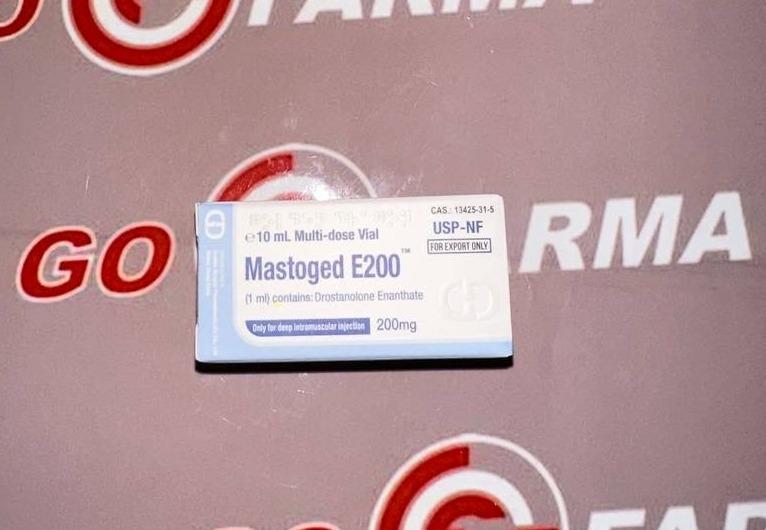 FARMA
CAS.: 13425-31-5
℮10 mL Multi-dose Vial
USP-NF
FOR EXPORT ONLY
Mastoged E200™
(1 ml) contains: Drostanolone Enanthate
Only for deep intramuscular injection
200mg
GO
RMA